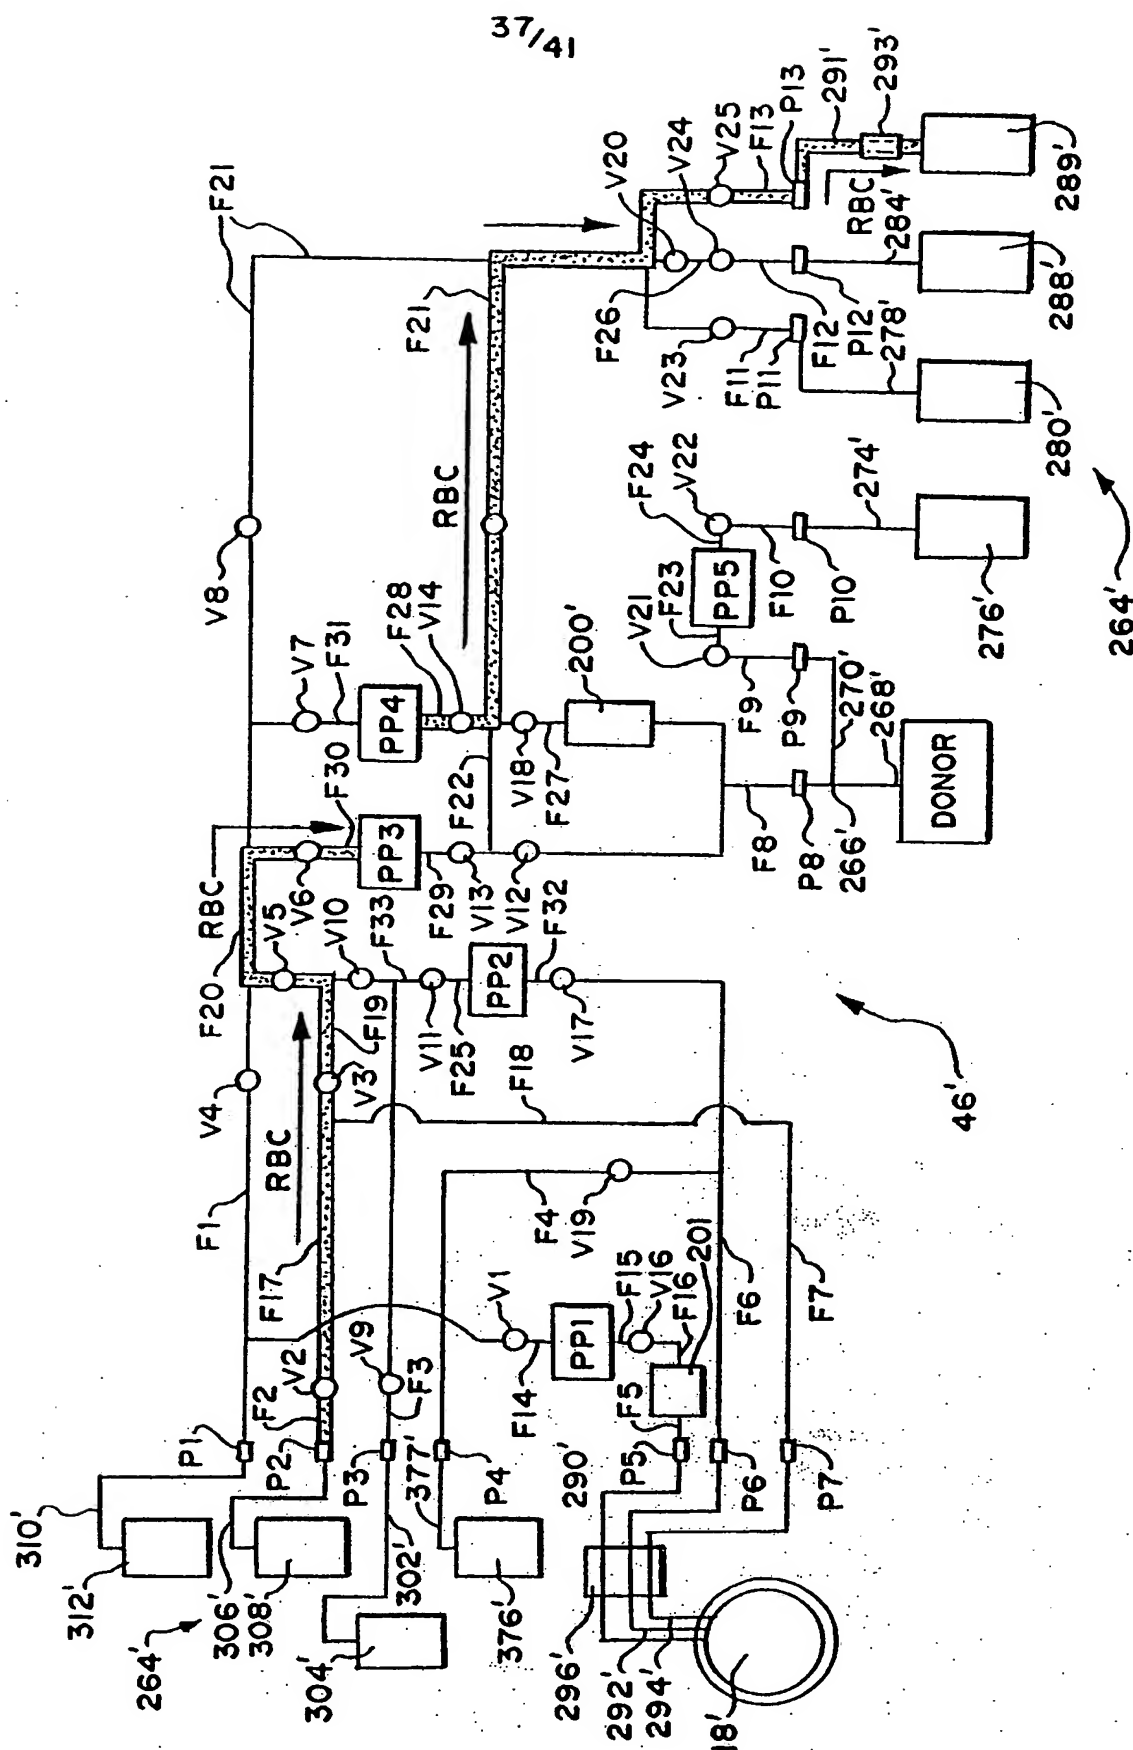 37/41
F21
V8
V7
F31
PP4
F28
V14
RBC
F21
V20
V24
V25
F13
P13
291'
293'
RBC
284'
289'
F26
V23
F11
P11
F12
P12
278'
288'
280'
264'
F24
V22
PP5
F23
V21
F10
P10
274'
276'
F9
P9
270'
268'
200'
V18
F27
F22
RBC
F30
PP3
F29
V13
V12
F8
P8
266'
DONOR
F20
V5
V6
V10
F33
F19
V3
V11
F25
PP2
F32
V17
46'
V4
F1
RBC
F17
F18
F4
V19
V1
V9
F3
V2
F2
P1
P2
P3
P4
F14
PP1
F15
V16
F16
201
F5
F6
F7
P5
P6
P7
290'
377'
302'
376'
310'
312'
264'
306'
308'
304'
296'
292'
294'
18'